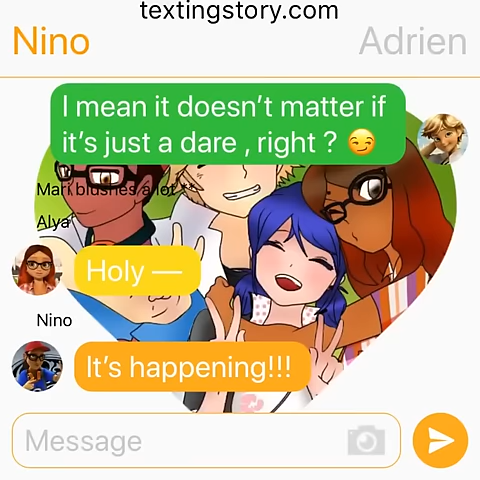 textingstory.com
Nino Adrien
I mean it doesn't matter if
it's just a dare , right ? 😏
Mari blushes a lot **
Alya
Holy —
Nino
It's happening!!!
Message